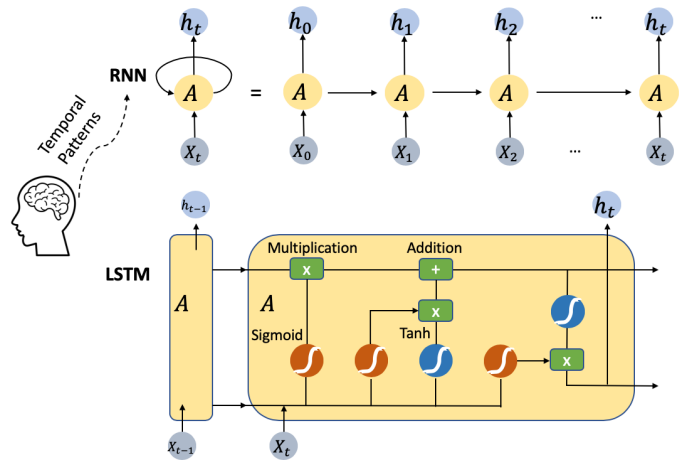 h_t h_0 h_1 h_2 ... h_t
RNN
A = A A A A
X_t X_0 X_1 X_2 ... X_t
Temporal
Patterns
h_{t-1} h_t
Multiplication Addition
x +
LSTM
A A x
Sigmoid Tanh
x
X_{t-1} X_t